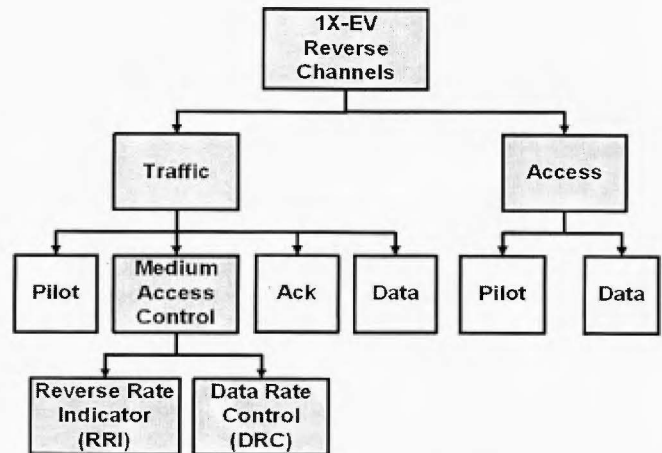 1X-EV
Reverse
Channels
Traffic
Access
Pilot
Medium
Access
Control
Ack
Data
Pilot
Data
Reverse Rate
Indicator
(RRI)
Data Rate
Control
(DRC)